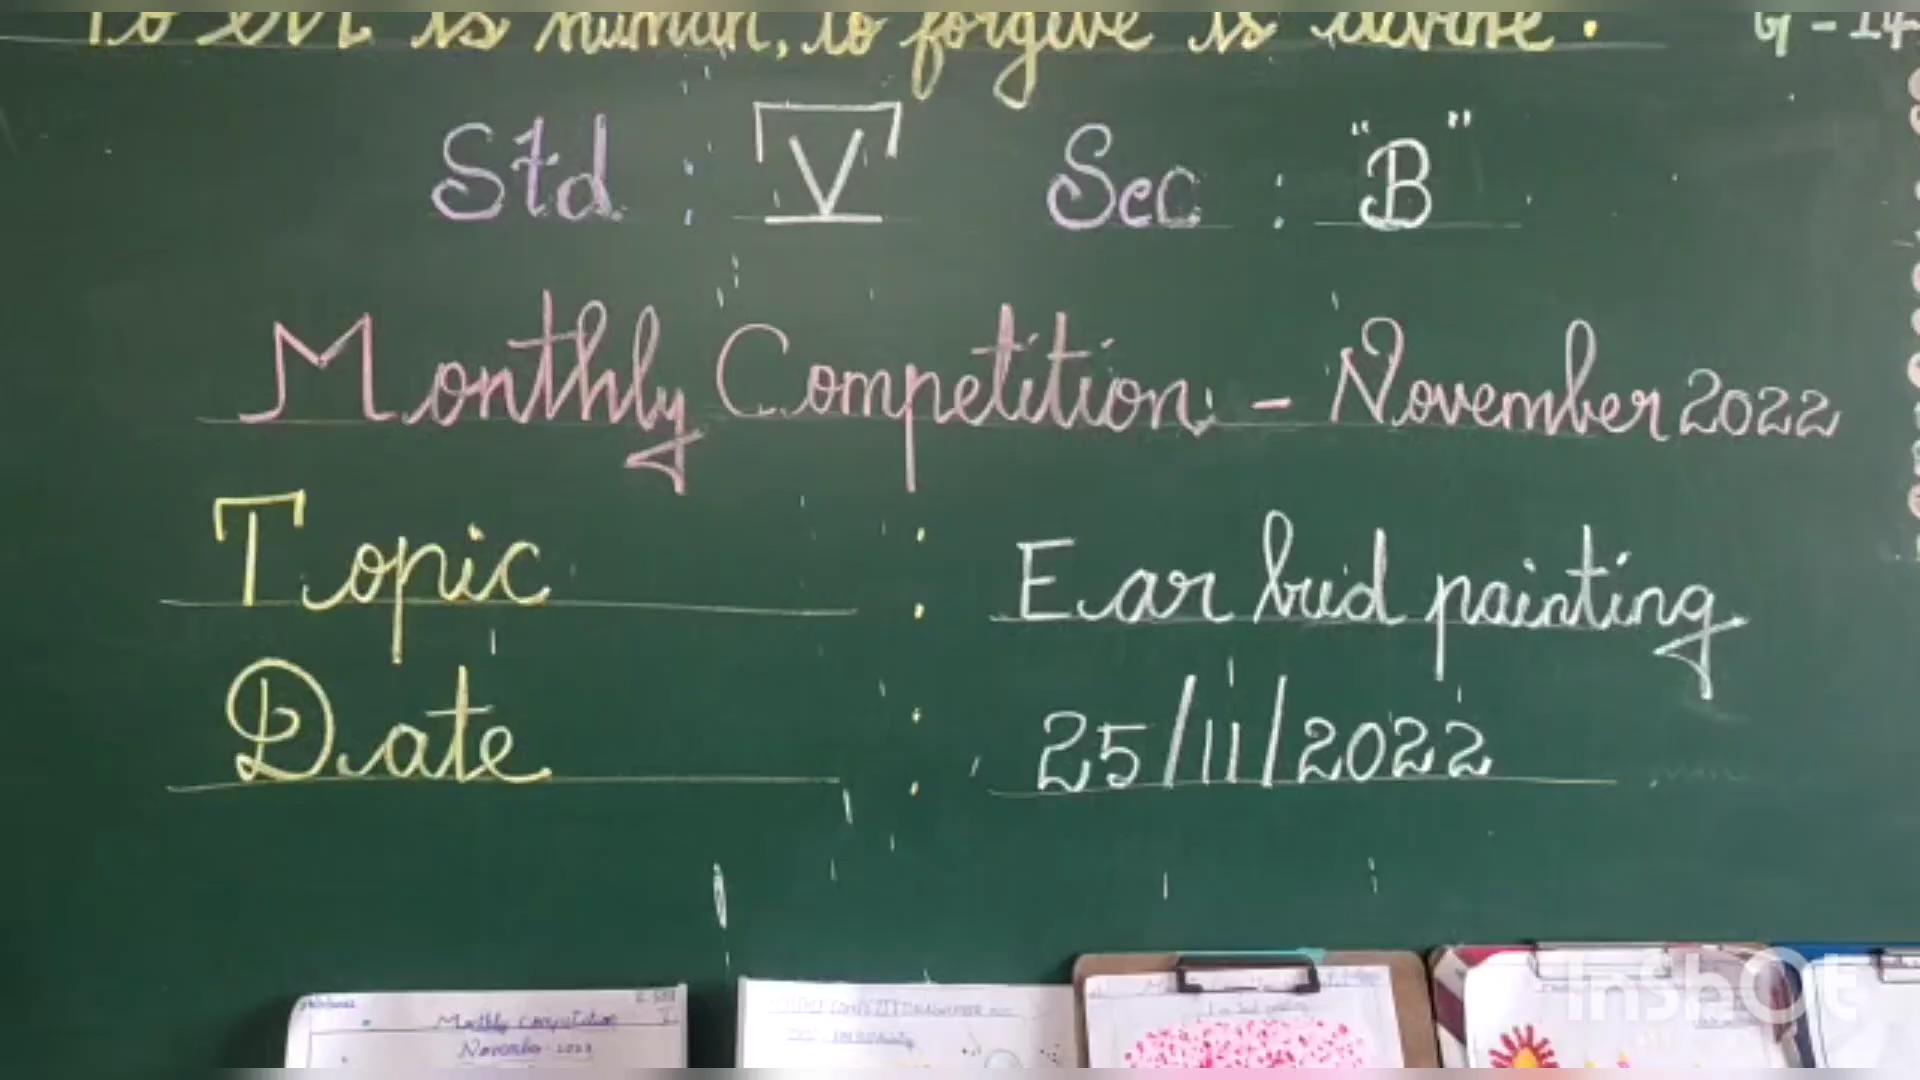 To err is human, to forgive is divine.
G - 14
Std : V Sec : "B"
Monthly Competition - November 2022
Topic : Ear bud painting
Date : 25/11/2022
Monthly competition
November 2022
InShOt